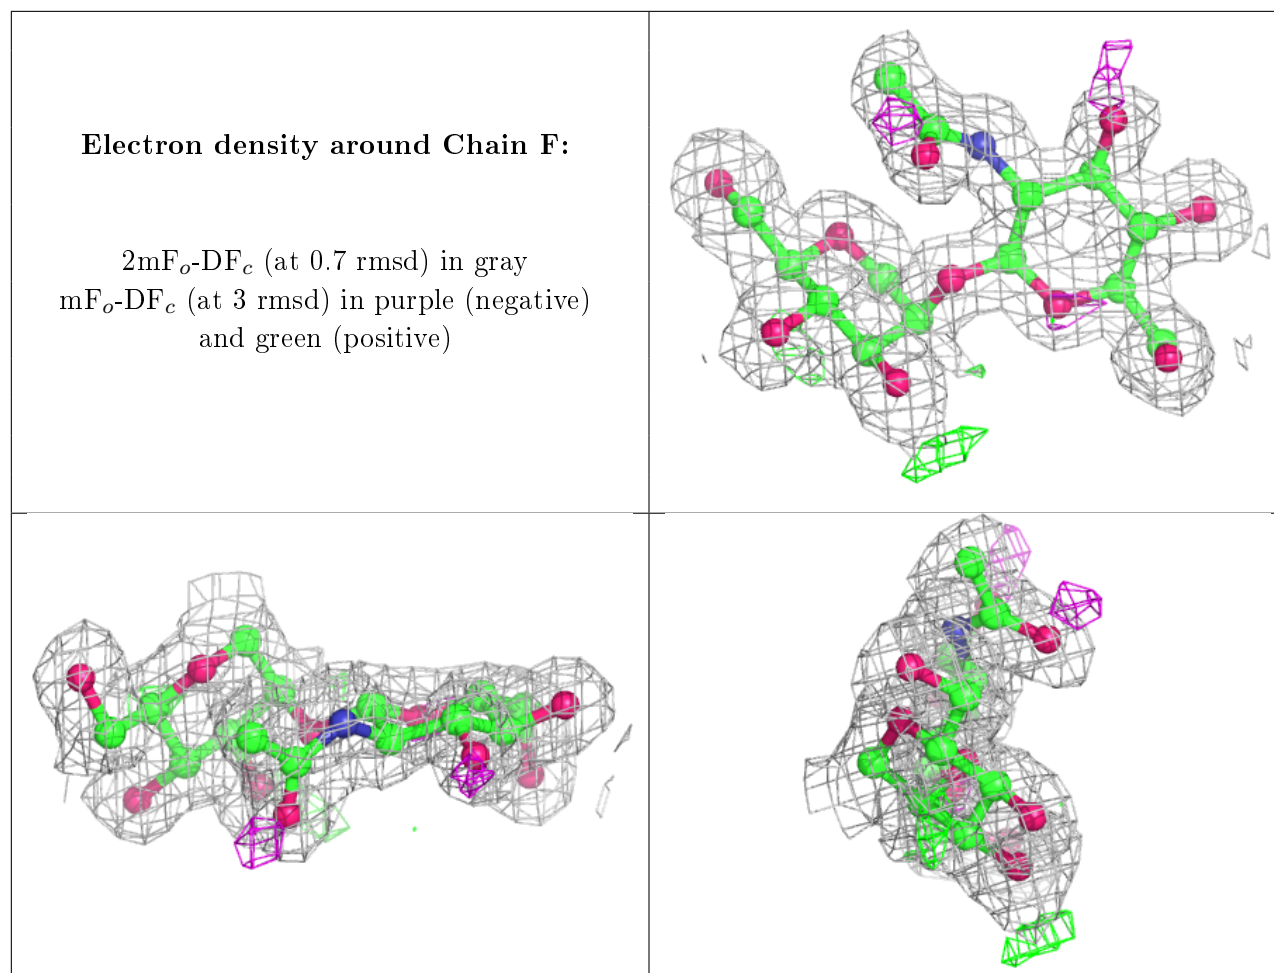 Electron density around Chain F:
2mFo-DFc (at 0.7 rmsd) in gray
mFo-DFc (at 3 rmsd) in purple (negative)
and green (positive)